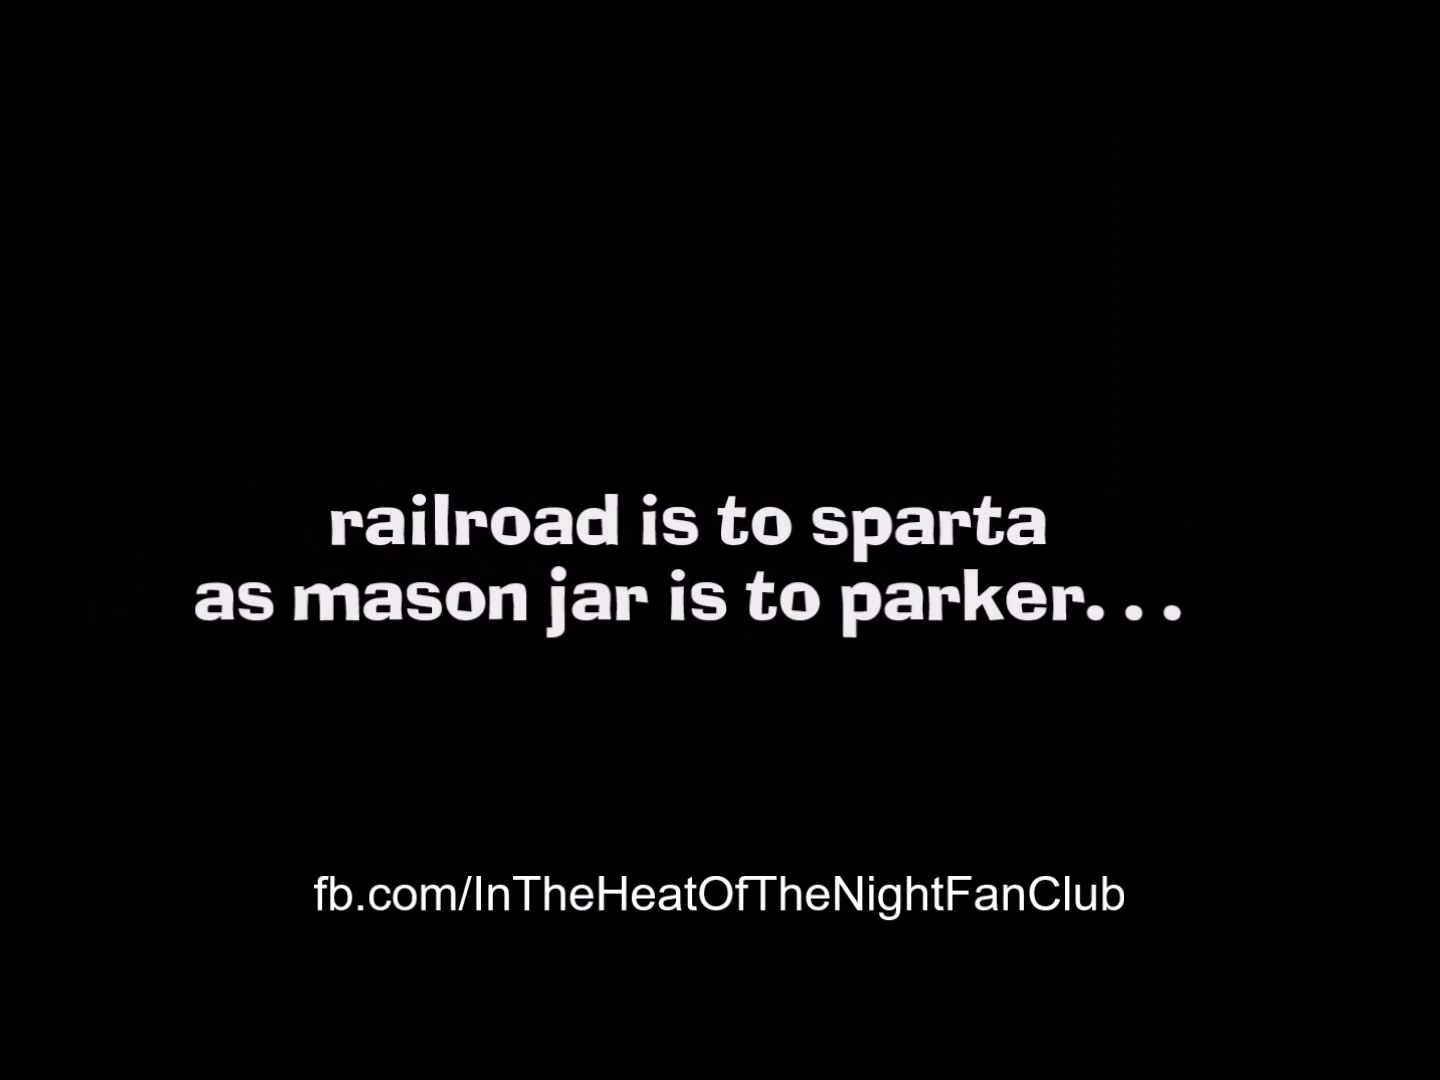 railroad is to sparta
as mason jar is to parker. . .
fb.com/InTheHeatOfTheNightFanClub